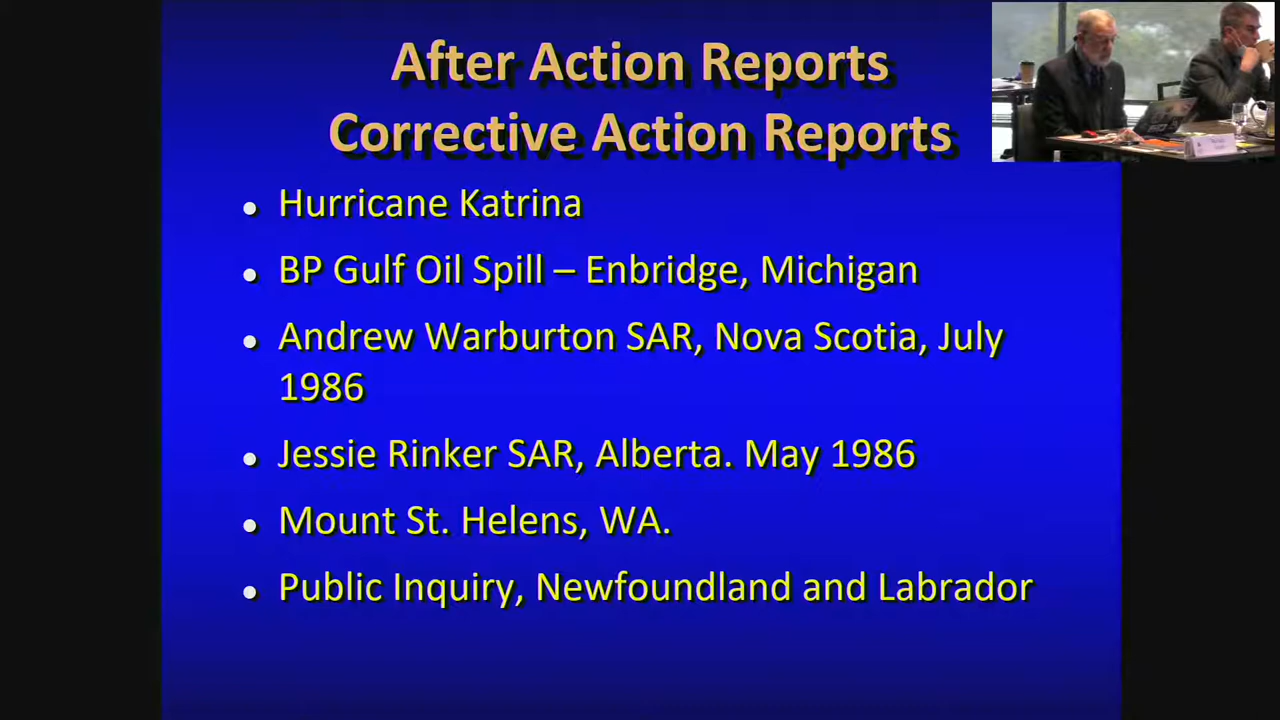 After Action Reports
Corrective Action Reports
Hurricane Katrina
BP Gulf Oil Spill – Enbridge, Michigan
Andrew Warburton SAR, Nova Scotia, July
1986
Jessie Rinker SAR, Alberta. May 1986
Mount St. Helens, WA.
Public Inquiry, Newfoundland and Labrador